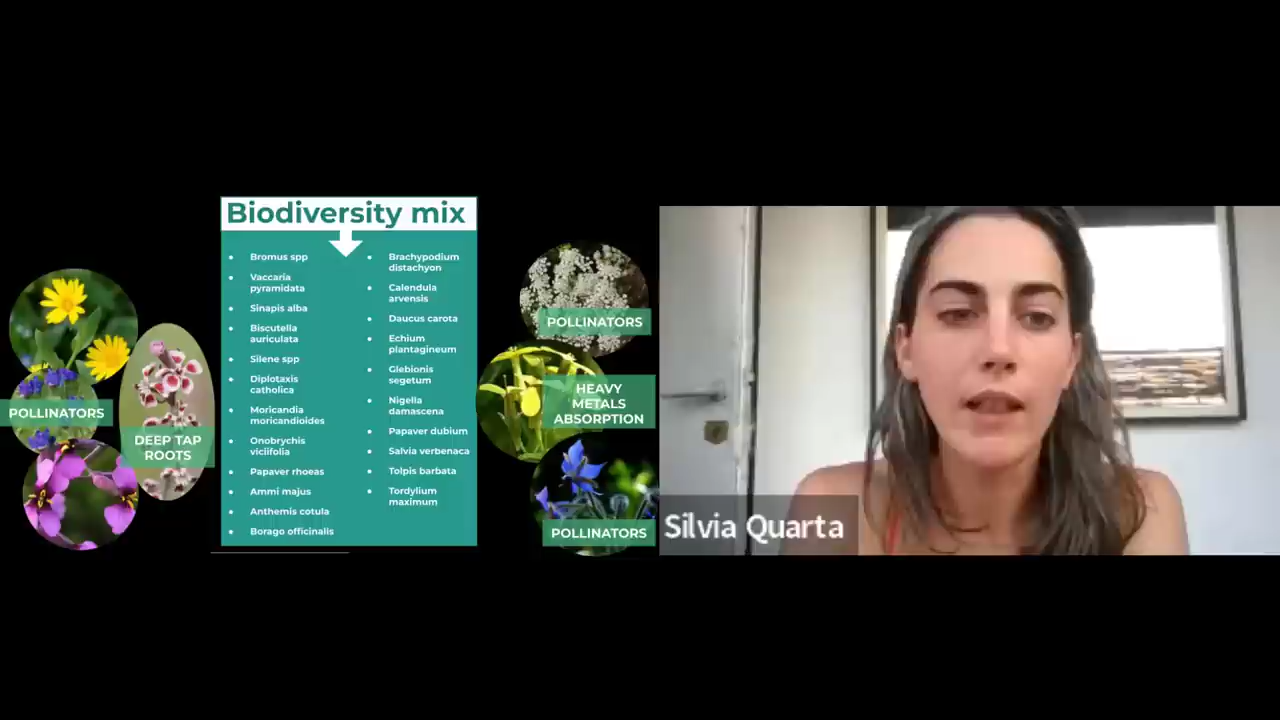 Biodiversity mix
Bromus spp
Vaccaria
pyramidata
Sinapis alba
Biscutella
auriculata
Silene spp
Diplotaxis
catholica
Moricandia
moricandioides
Onobrychis
viciifolia
Papaver rhoeas
Ammi majus
Anthemis cotula
Borago officinalis
Brachypodium
distachyon
Calendula
arvensis
Daucus carota
Echium
plantagineum
Glebionis
segetum
Nigella
damascena
Papaver dubium
Salvia verbenaca
Tolpis barbata
Tordylium
maximum
POLLINATORS
DEEP TAP
ROOTS
POLLINATORS
HEAVY
METALS
ABSORPTION
POLLINATORS
Silvia Quarta